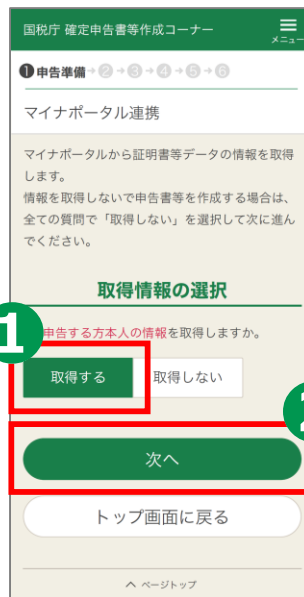 国税庁 確定申告書等作成コーナー
メニュー
❶申告準備→❷→❸→❹→❺→❻
マイナポータル連携
マイナポータルから証明書等データの情報を取得
します。
情報を取得しないで申告書等を作成する場合は、
全ての質問で「取得しない」を選択して次に進ん
でください。
取得情報の選択
1
申告する方本人の情報を取得しますか。
取得する
取得しない
次へ
トップ画面に戻る
ヘ ページトップ